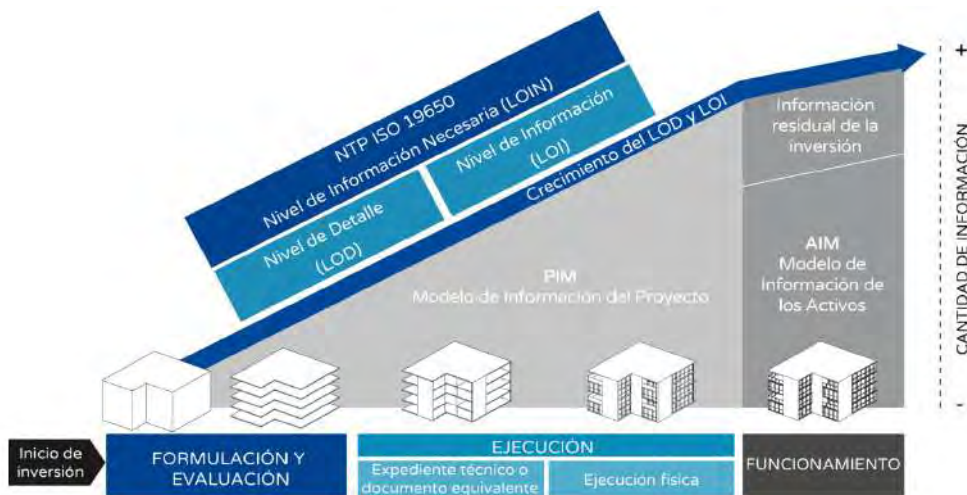 NTP ISO 19650
Nivel de Información Necesaria (LOIN)
Nivel de Detalle
(LOD)
Nivel de Información
(LOI)
Crecimiento del LOD y LOI
Información
residual de la
inversión
PIM
Modelo de Información del Proyecto
AIM
Modelo de
Información de
los Activos
+
CANTIDAD DE INFORMACIÓN
-
Inicio de
inversión
FORMULACIÓN Y
EVALUACIÓN
EJECUCIÓN
Expediente técnico o
documento equivalente
Ejecución física
FUNCIONAMIENTO